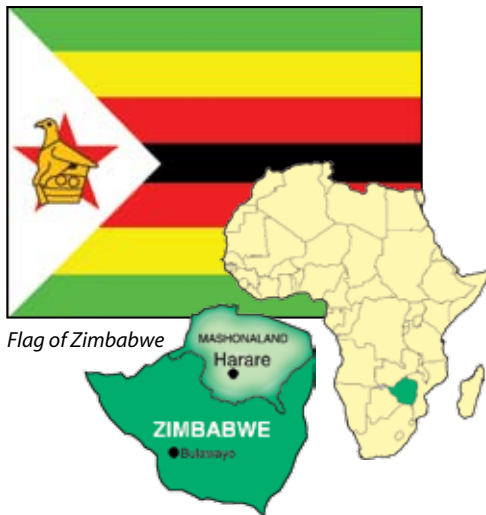 Flag of Zimbabwe
MASHONALAND
Harare
ZIMBABWE
Bulawayo